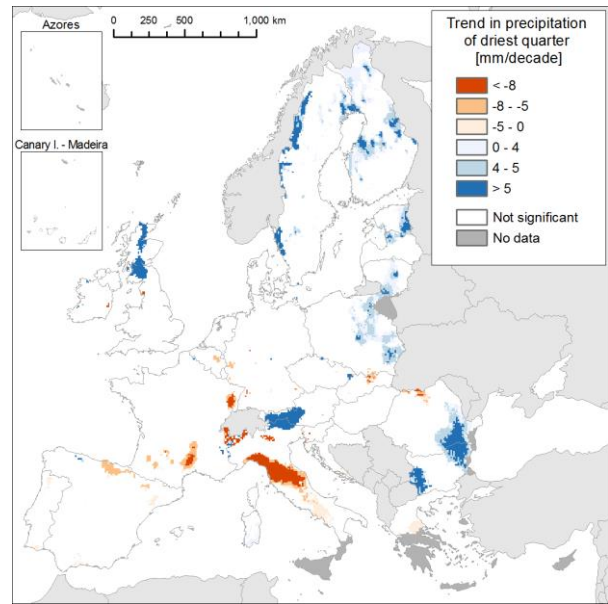 Azores
0 250 500 1,000 km
Canary I. - Madeira
Trend in precipitation
of driest quarter
[mm/decade]
< -8
-8 - -5
-5 - 0
0 - 4
4 - 5
> 5
Not significant
No data